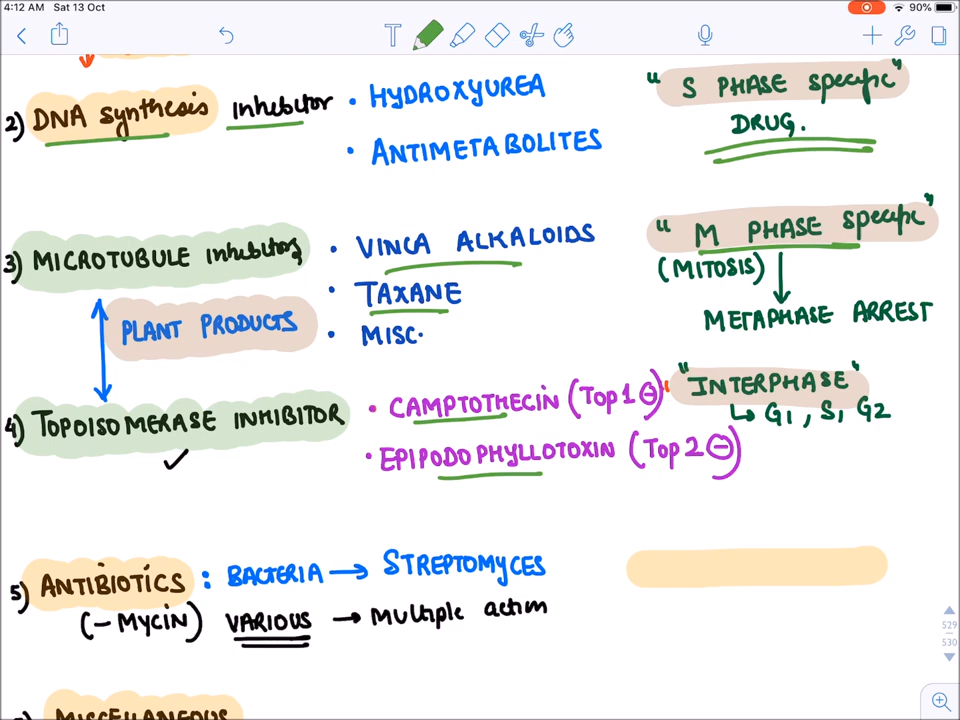 4:12 AM Sat 13 Oct
90%
T
2) DNA synthesis inhibitor
• HYDROXYUREA
• ANTIMETABOLITES
" S PHASE specific"
DRUG.
3) MICROTUBULE inhibitors
• VINCA ALKALOIDS
• TAXANE
• MISC.
" M PHASE specific"
(MITOSIS)
METAPHASE ARREST
PLANT PRODUCTS
4) TOPOISOMERASE INHIBITOR
• CAMPTOTHECIN (Top 1 ⊖)
• EPIPODOPHYLLOTOXIN (Top 2 ⊖)
"INTERPHASE"
↳ G1, S, G2
5) ANTIBIOTICS : BACTERIA → STREPTOMYCES
(- Mycin) VARIOUS → Multiple action
529
530
MISCELLANEOUS